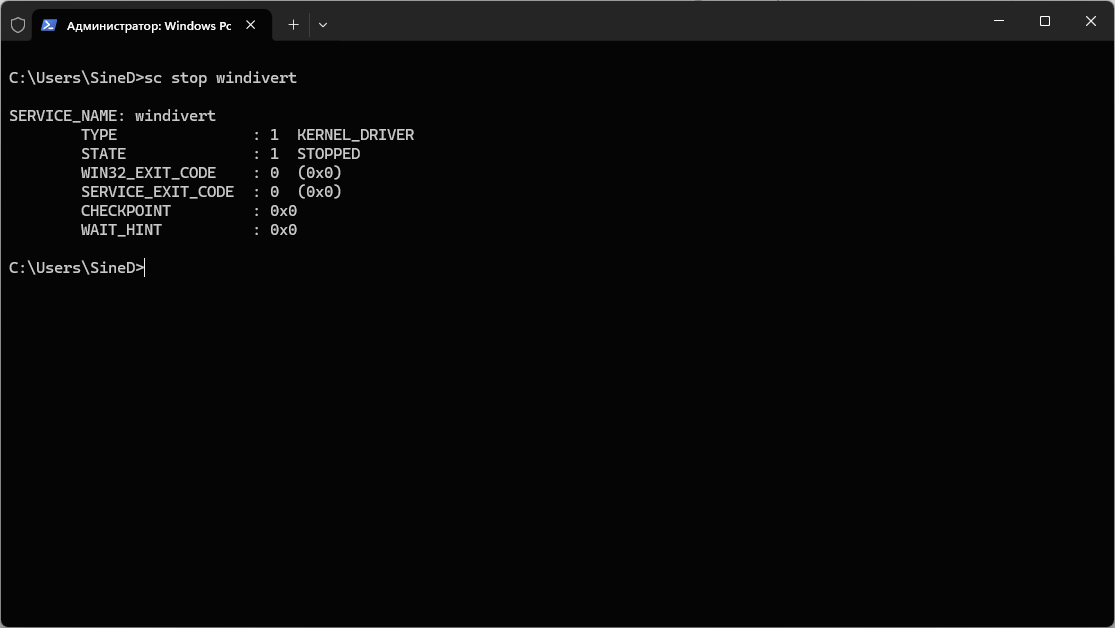 Администратор: Windows Pc
C:\Users\SineD>sc stop windivert
SERVICE_NAME: windivert
TYPE : 1 KERNEL_DRIVER
STATE : 1 STOPPED
WIN32_EXIT_CODE : 0 (0x0)
SERVICE_EXIT_CODE : 0 (0x0)
CHECKPOINT : 0x0
WAIT_HINT : 0x0
C:\Users\SineD>